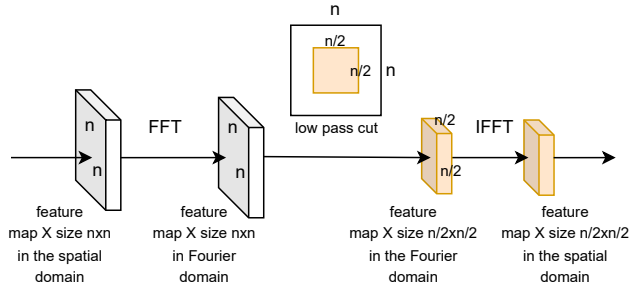 n
n/2
n/2
n
low pass cut
n
n
FFT
n
n
n/2
n/2
IFFT
feature
map X size nxn
in the spatial
domain
feature
map X size nxn
in Fourier
domain
feature
map X size n/2xn/2
in the Fourier
domain
feature
map X size n/2xn/2
in the spatial
domain